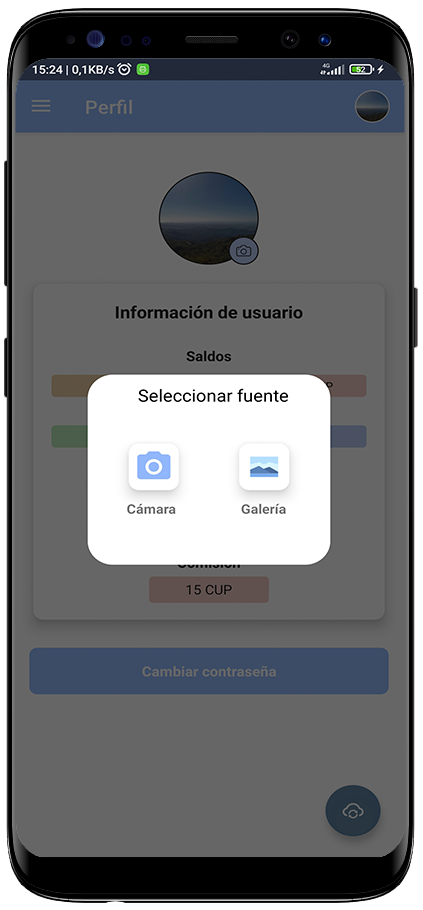 15:24 | 0,1KB/s
4G
52
Perfil
Información de usuario
Saldos
P
Seleccionar fuente
Cámara
Galería
Comisión
15 CUP
Cambiar contraseña